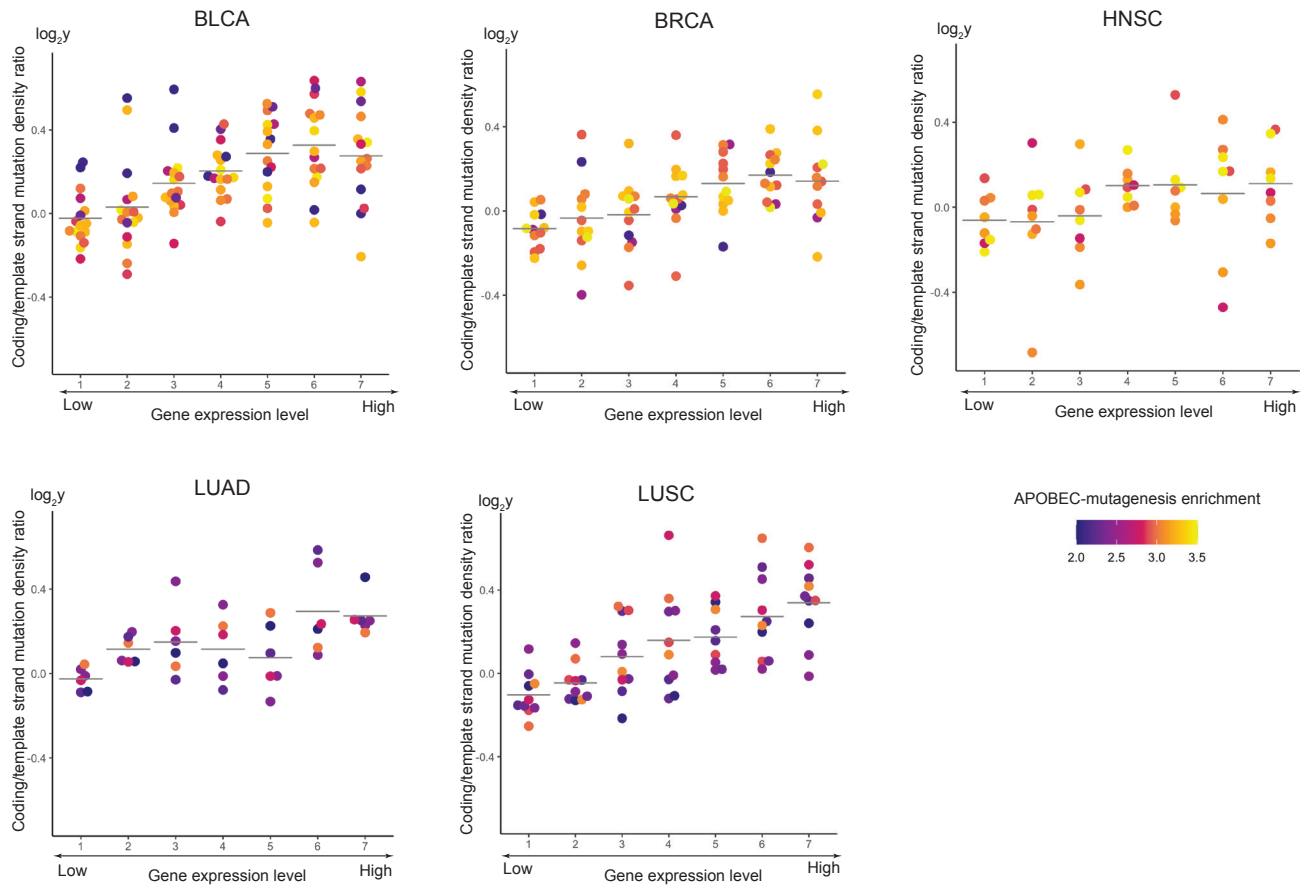 BLCA
log₂y
Coding/template strand mutation density ratio
0.4
0.0
-0.4
1 2 3 4 5 6 7
Low
High
Gene expression level
BRCA
log₂y
Coding/template strand mutation density ratio
0.4
0.0
-0.4
1 2 3 4 5 6 7
Low
High
Gene expression level
HNSC
log₂y
Coding/template strand mutation density ratio
0.4
0.0
-0.4
1 2 3 4 5 6 7
Low
High
Gene expression level
LUAD
log₂y
Coding/template strand mutation density ratio
0.4
0.0
-0.4
1 2 3 4 5 6 7
Low
High
Gene expression level
LUSC
log₂y
Coding/template strand mutation density ratio
0.4
0.0
-0.4
1 2 3 4 5 6 7
Low
High
Gene expression level
APOBEC-mutagenesis enrichment
2.0 2.5 3.0 3.5